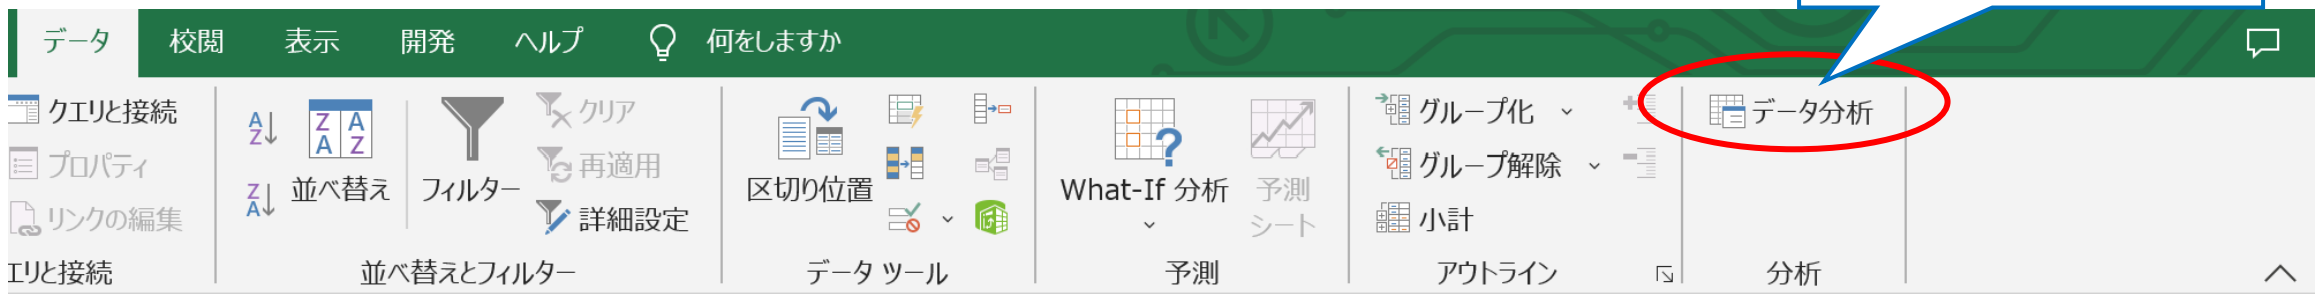 データ 校閲 表示 開発 ヘルプ 何をしますか
クエリと接続
プロパティ
リンクの編集
並べ替え
フィルター
クリア
再適用
詳細設定
区切り位置
What-If 分析
予測
シート
グループ化
グループ解除
小計
データ分析
エリと接続
並べ替えとフィルター
データ ツール
予測
アウトライン
分析